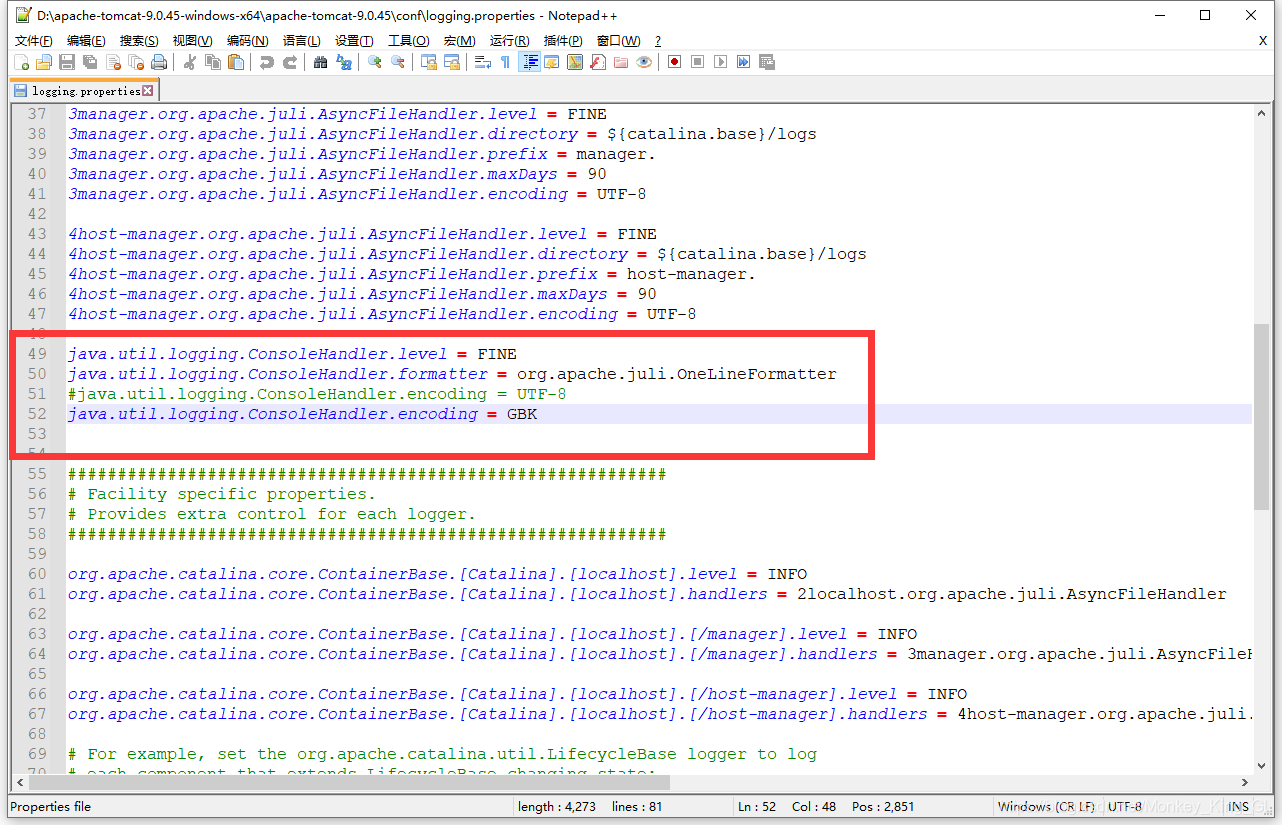 D:\apache-tomcat-9.0.45-windows-x64\apache-tomcat-9.0.45\conf\logging.properties - Notepad++
文件(F) 编辑(E) 搜索(S) 视图(V) 编码(N) 语言(L) 设置(T) 工具(O) 宏(M) 运行(R) 插件(P) 窗口(W) ? X
logging.properties
37 3manager.org.apache.juli.AsyncFileHandler.level = FINE
38 3manager.org.apache.juli.AsyncFileHandler.directory = ${catalina.base}/logs
39 3manager.org.apache.juli.AsyncFileHandler.prefix = manager.
40 3manager.org.apache.juli.AsyncFileHandler.maxDays = 90
41 3manager.org.apache.juli.AsyncFileHandler.encoding = UTF-8
42
43 4host-manager.org.apache.juli.AsyncFileHandler.level = FINE
44 4host-manager.org.apache.juli.AsyncFileHandler.directory = ${catalina.base}/logs
45 4host-manager.org.apache.juli.AsyncFileHandler.prefix = host-manager.
46 4host-manager.org.apache.juli.AsyncFileHandler.maxDays = 90
47 4host-manager.org.apache.juli.AsyncFileHandler.encoding = UTF-8
48
49 java.util.logging.ConsoleHandler.level = FINE
50 java.util.logging.ConsoleHandler.formatter = org.apache.juli.OneLineFormatter
51 #java.util.logging.ConsoleHandler.encoding = UTF-8
52 java.util.logging.ConsoleHandler.encoding = GBK
53
54
55 ############################################################
56 # Facility specific properties.
57 # Provides extra control for each logger.
58 ############################################################
59
60 org.apache.catalina.core.ContainerBase.[Catalina].[localhost].level = INFO
61 org.apache.catalina.core.ContainerBase.[Catalina].[localhost].handlers = 2localhost.org.apache.juli.AsyncFileHandler
62
63 org.apache.catalina.core.ContainerBase.[Catalina].[localhost].[/manager].level = INFO
64 org.apache.catalina.core.ContainerBase.[Catalina].[localhost].[/manager].handlers = 3manager.org.apache.juli.AsyncFileH
65
66 org.apache.catalina.core.ContainerBase.[Catalina].[localhost].[/host-manager].level = INFO
67 org.apache.catalina.core.ContainerBase.[Catalina].[localhost].[/host-manager].handlers = 4host-manager.org.apache.juli.
68
69 # For example, set the org.apache.catalina.util.LifecycleBase logger to log
70 # each component that extends LifecycleBase changing state:
Properties file length : 4,273 lines : 81 Ln : 52 Col : 48 Pos : 2,851 Windows (CR LF) UTF-8 INS